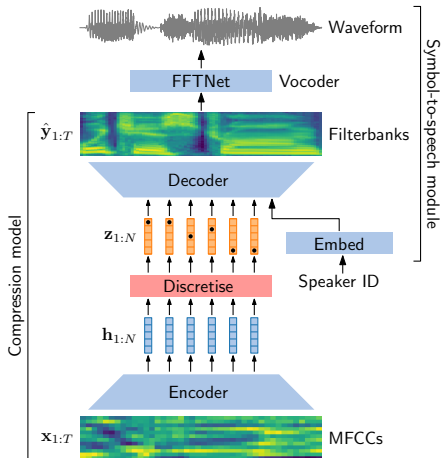 Waveform
FFTNet
Vocoder
ŷ1:T
Filterbanks
Decoder
z1:N
Embed
Discretise
Speaker ID
h1:N
Encoder
x1:T
MFCCs
Compression model
Symbol-to-speech module